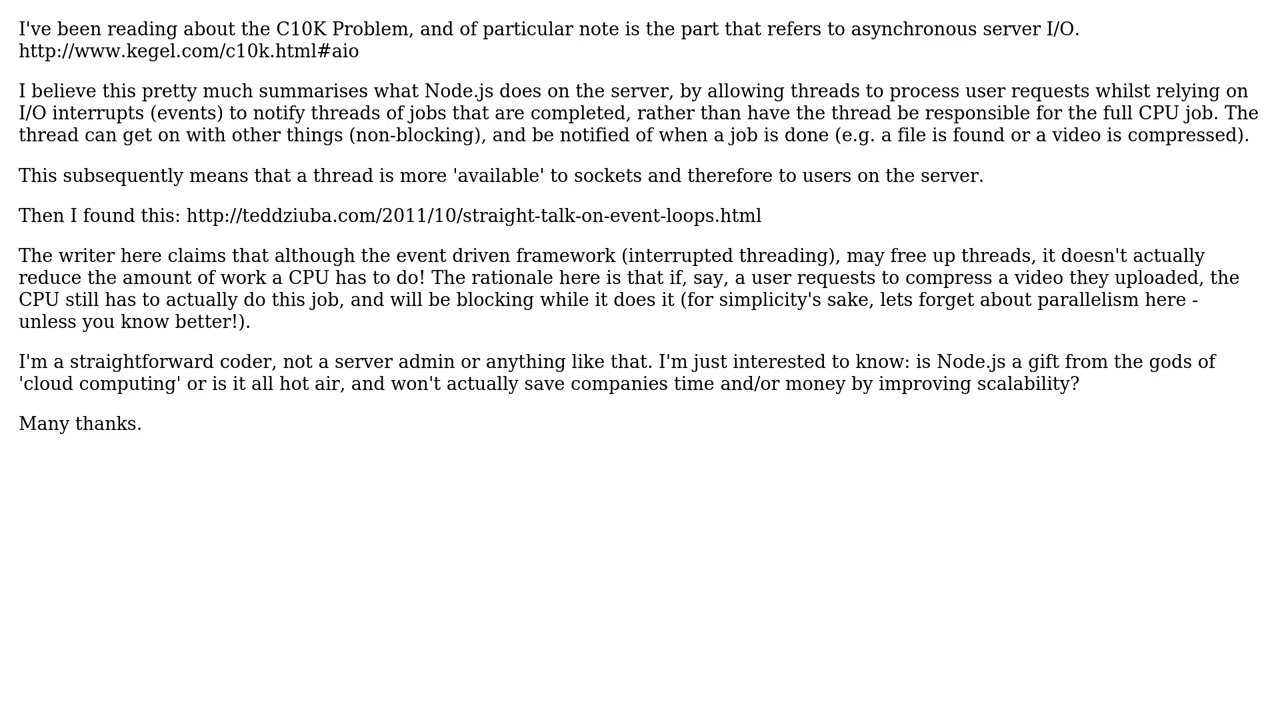 I've been reading about the C10K Problem, and of particular note is the part that refers to asynchronous server I/O.
http://www.kegel.com/c10k.html#aio
I believe this pretty much summarises what Node.js does on the server, by allowing threads to process user requests whilst relying on
I/O interrupts (events) to notify threads of jobs that are completed, rather than have the thread be responsible for the full CPU job. The
thread can get on with other things (non-blocking), and be notified of when a job is done (e.g. a file is found or a video is compressed).
This subsequently means that a thread is more 'available' to sockets and therefore to users on the server.
Then I found this: http://teddziuba.com/2011/10/straight-talk-on-event-loops.html
The writer here claims that although the event driven framework (interrupted threading), may free up threads, it doesn't actually
reduce the amount of work a CPU has to do! The rationale here is that if, say, a user requests to compress a video they uploaded, the
CPU still has to actually do this job, and will be blocking while it does it (for simplicity's sake, lets forget about parallelism here -
unless you know better!).
I'm a straightforward coder, not a server admin or anything like that. I'm just interested to know: is Node.js a gift from the gods of
'cloud computing' or is it all hot air, and won't actually save companies time and/or money by improving scalability?
Many thanks.